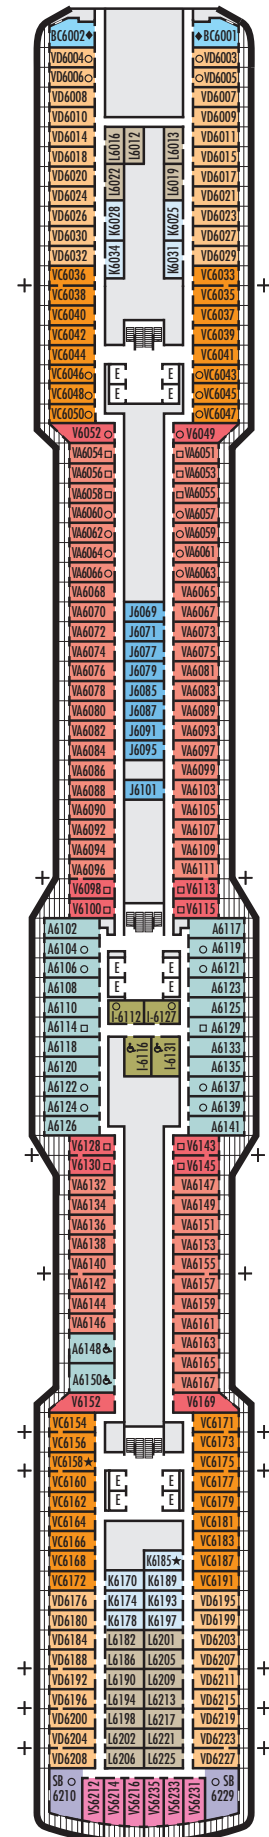 BC6002♦ ♦BC6001
VD6004○ ○VD6003
VD6006○ ○VD6005
VD6008 VD6007
VD6010 VD6009
VD6014 L6016 L6012 L6013 VD6011
VD6018 VD6015
VD6020 L6022 L6019 VD6017
VD6024 VD6021
VD6026 K6028 K6025 VD6023
VD6030 VD6027
VD6032 K6034 K6031 VD6029
VC6036 VC6033
VC6038 VC6035
VC6040 VC6037
VC6042 VC6039
VC6044 VC6041
VC6046○ E E ○VC6043
VC6048○ E E ○VC6045
VC6050○ ○VC6047
V6052○ ○V6049
VA6054□ □VA6051
VA6056□ □VA6053
VA6058□ □VA6055
VA6060○ ○VA6057
VA6062○ ○VA6059
VA6064○ ○VA6061
VA6066○ ○VA6063
VA6068 VA6065
VA6070 J6069 VA6067
VA6072 J6071 VA6073
VA6074 J6077 VA6075
VA6076 J6079 VA6081
VA6078 J6085 VA6083
VA6080 J6087 VA6089
VA6082 J6091 VA6093
VA6084 J6095 VA6097
VA6086 VA6099
VA6088 J6101 VA6103
VA6090 VA6105
VA6092 VA6107
VA6094 VA6109
VA6096 VA6111
V6098□ □V6113
V6100□ □V6115
A6102 A6117
A6104○ ○A6119
A6106○ E E ○A6121
A6108 E E A6123
A6110 I-6112 I-6127 A6125
A6114□ □A6129
A6118 I-6116 I-6131 A6133
A6120 A6135
A6122○ ○A6137
A6124○ ○A6139
A6126 A6141
V6128□ □V6143
V6130□ □V6145
VA6132 VA6147
VA6134 VA6149
VA6136 VA6151
VA6138 VA6153
VA6140 VA6155
VA6142 VA6157
VA6144 VA6159
VA6146 VA6161
A6148 VA6163
VA6165
A6150 VA6167
V6152 V6169
VC6154 VC6171
VC6156 VC6173
VC6158★ VC6175
VC6160 E E VC6177
VC6162 E E VC6179
VC6164 VC6181
VC6166 VC6183
VC6168 K6185★ VC6187
VC6172 K6170 K6189 VC6191
VD6176 K6174 K6193 VD6195
VD6180 K6178 K6197 VD6199
VD6184 L6182 L6201 VD6203
VD6188 L6186 L6205 VD6207
VD6192 L6190 L6209 VD6211
VD6196 L6194 L6213 VD6215
VD6200 L6198 L6217 VD6219
VD6204 L6202 L6221 VD6223
VD6208 L6206 L6225 VD6227
SB ○ 6210 VS6212 VS6214 VS6216 VS6235 VS6233 VS6231 ○ SB 6229